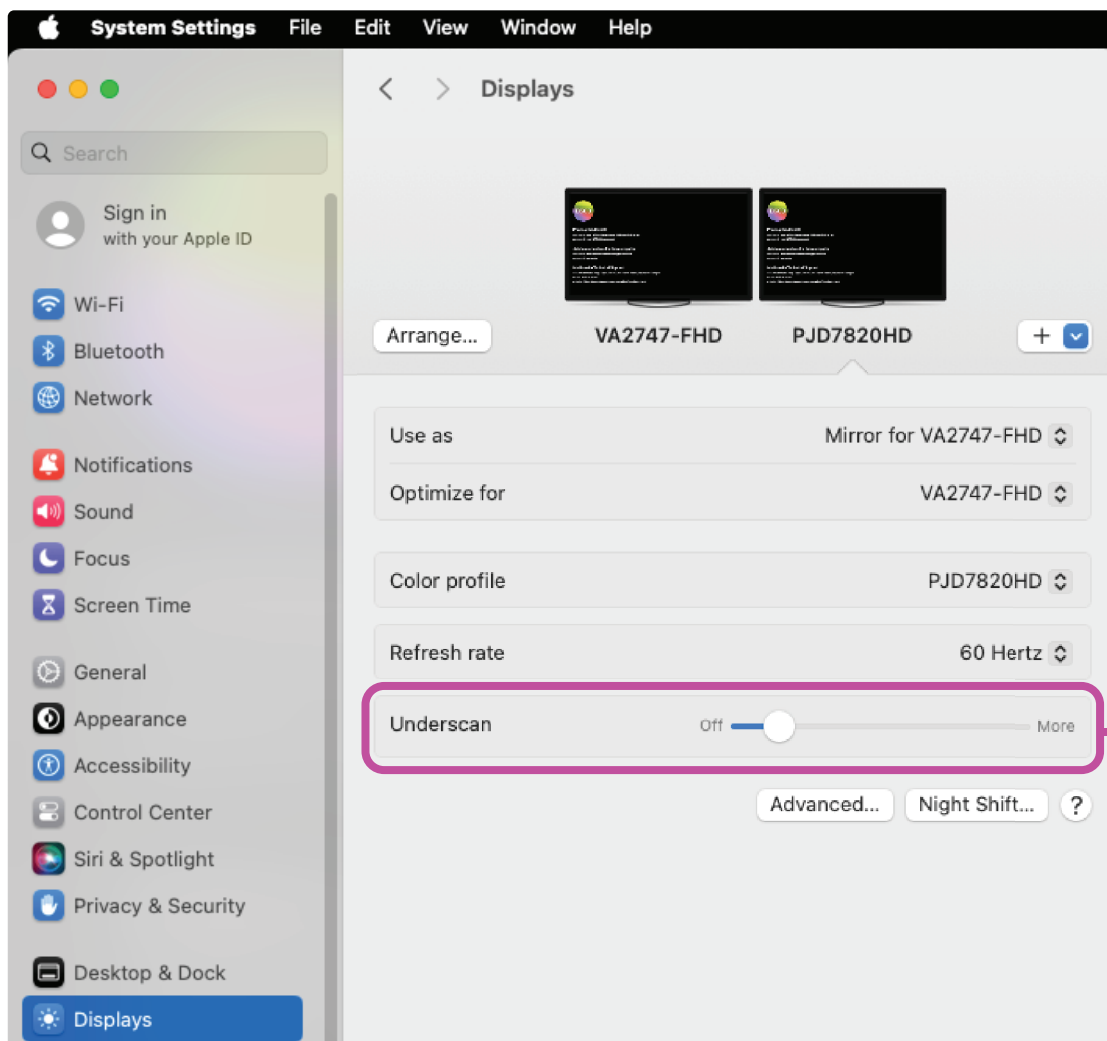 System Settings File Edit View Window Help
Displays
Search
Sign in
with your Apple ID
Wi-Fi
Bluetooth
Network
Notifications
Sound
Focus
Screen Time
General
Appearance
Accessibility
Control Center
Siri & Spotlight
Privacy & Security
Desktop & Dock
Displays
Arrange...
VA2747-FHD
PJD7820HD
Use as
Mirror for VA2747-FHD
Optimize for
VA2747-FHD
Color profile
PJD7820HD
Refresh rate
60 Hertz
Underscan
Off
More
Advanced...
Night Shift...
?